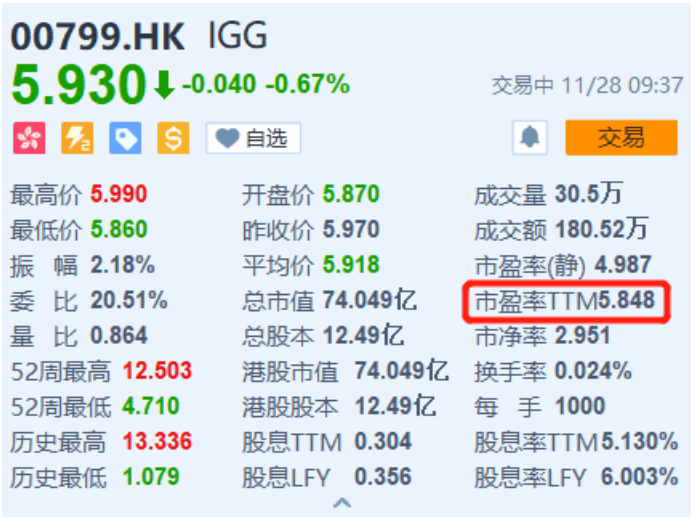 00799.HK IGG
5.930 ↓ -0.040 -0.67% 交易中 11/28 09:37
2 $ 自选 交易
最高价 5.990 开盘价 5.870 成交量 30.5万
最低价 5.860 昨收价 5.970 成交额 180.52万
振 幅 2.18% 平均价 5.918 市盈率(静) 4.987
委 比 20.51% 总市值 74.049亿 市盈率TTM 5.848
量 比 0.864 总股本 12.49亿 市净率 2.951
52周最高 12.503 港股市值 74.049亿 换手率 0.024%
52周最低 4.710 港股股本 12.49亿 每 手 1000
历史最高 13.336 股息TTM 0.304 股息率TTM 5.130%
历史最低 1.079 股息LFY 0.356 股息率LFY 6.003%